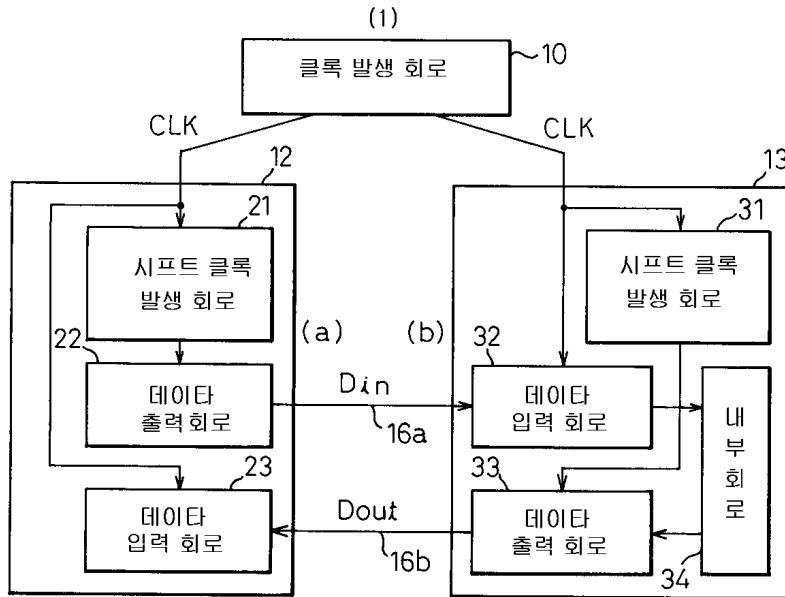 (1)
클록 발생 회로
10
CLK
CLK
12
13
21
31
시프트 클록
발생 회로
시프트 클록
발생 회로
(a)
(b)
22
32
데이타
출력회로
Din
16a
데이타
입력 회로
내
부
회
로
23
33
데이타
입력 회로
Dout
16b
데이타
출력 회로
34